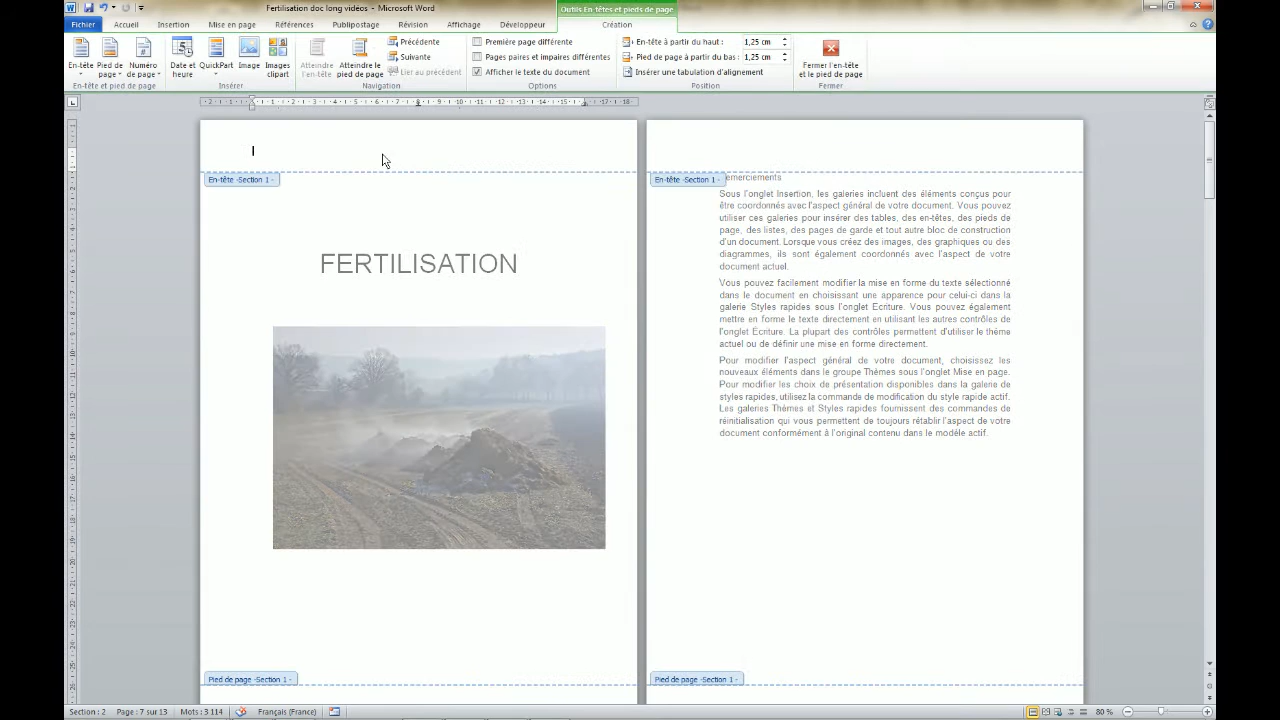 Fertilisation doc long vidéos - Microsoft Word
Outils En-têtes et pieds de page
Fichier Accueil Insertion Mise en page Références Publipostage Révision Affichage Développeur Création
En-tête Pied de page Numéro de page
En-tête et pied de page
Date et heure QuickPart Image Images clipart
Insérer
Atteindre l'en-tête Atteindre le pied de page
Précédente
Suivante
Lier au précédent
Navigation
Première page différente
Pages paires et impaires différentes
Afficher le texte du document
Options
En-tête à partir du haut : 1,25 cm
Pied de page à partir du bas : 1,25 cm
Insérer une tabulation d'alignement
Position
Fermer l'en-tête et le pied de page
Fermer
En-tête -Section 1 -
FERTILISATION
Pied de page -Section 1 -
En-tête -Section 1 -
emerciements
Sous l'onglet Insertion, les galeries incluent des éléments conçus pour
être coordonnés avec l'aspect général de votre document. Vous pouvez
utiliser ces galeries pour insérer des tables, des en-têtes, des pieds de
page, des listes, des pages de garde et tout autre bloc de construction
d'un document. Lorsque vous créez des images, des graphiques ou des
diagrammes, ils sont également coordonnés avec l'aspect de votre
document actuel.
Vous pouvez facilement modifier la mise en forme du texte sélectionné
dans le document en choisissant une apparence pour celui-ci dans la
galerie Styles rapides sous l'onglet Ecriture. Vous pouvez également
mettre en forme le texte directement en utilisant les autres contrôles de
l'onglet Écriture. La plupart des contrôles permettent d'utiliser le thème
actuel ou de définir une mise en forme directement.
Pour modifier l'aspect général de votre document, choisissez les
nouveaux éléments dans le groupe Thèmes sous l'onglet Mise en page.
Pour modifier les choix de présentation disponibles dans la galerie de
styles rapides, utilisez la commande de modification du style rapide actif.
Les galeries Thèmes et Styles rapides fournissent des commandes de
réinitialisation qui vous permettent de toujours rétablir l'aspect de votre
document conformément à l'original contenu dans le modèle actif.
Pied de page -Section 1 -
Section : 2 Page : 7 sur 13 Mots : 3 114 Français (France) 80 %